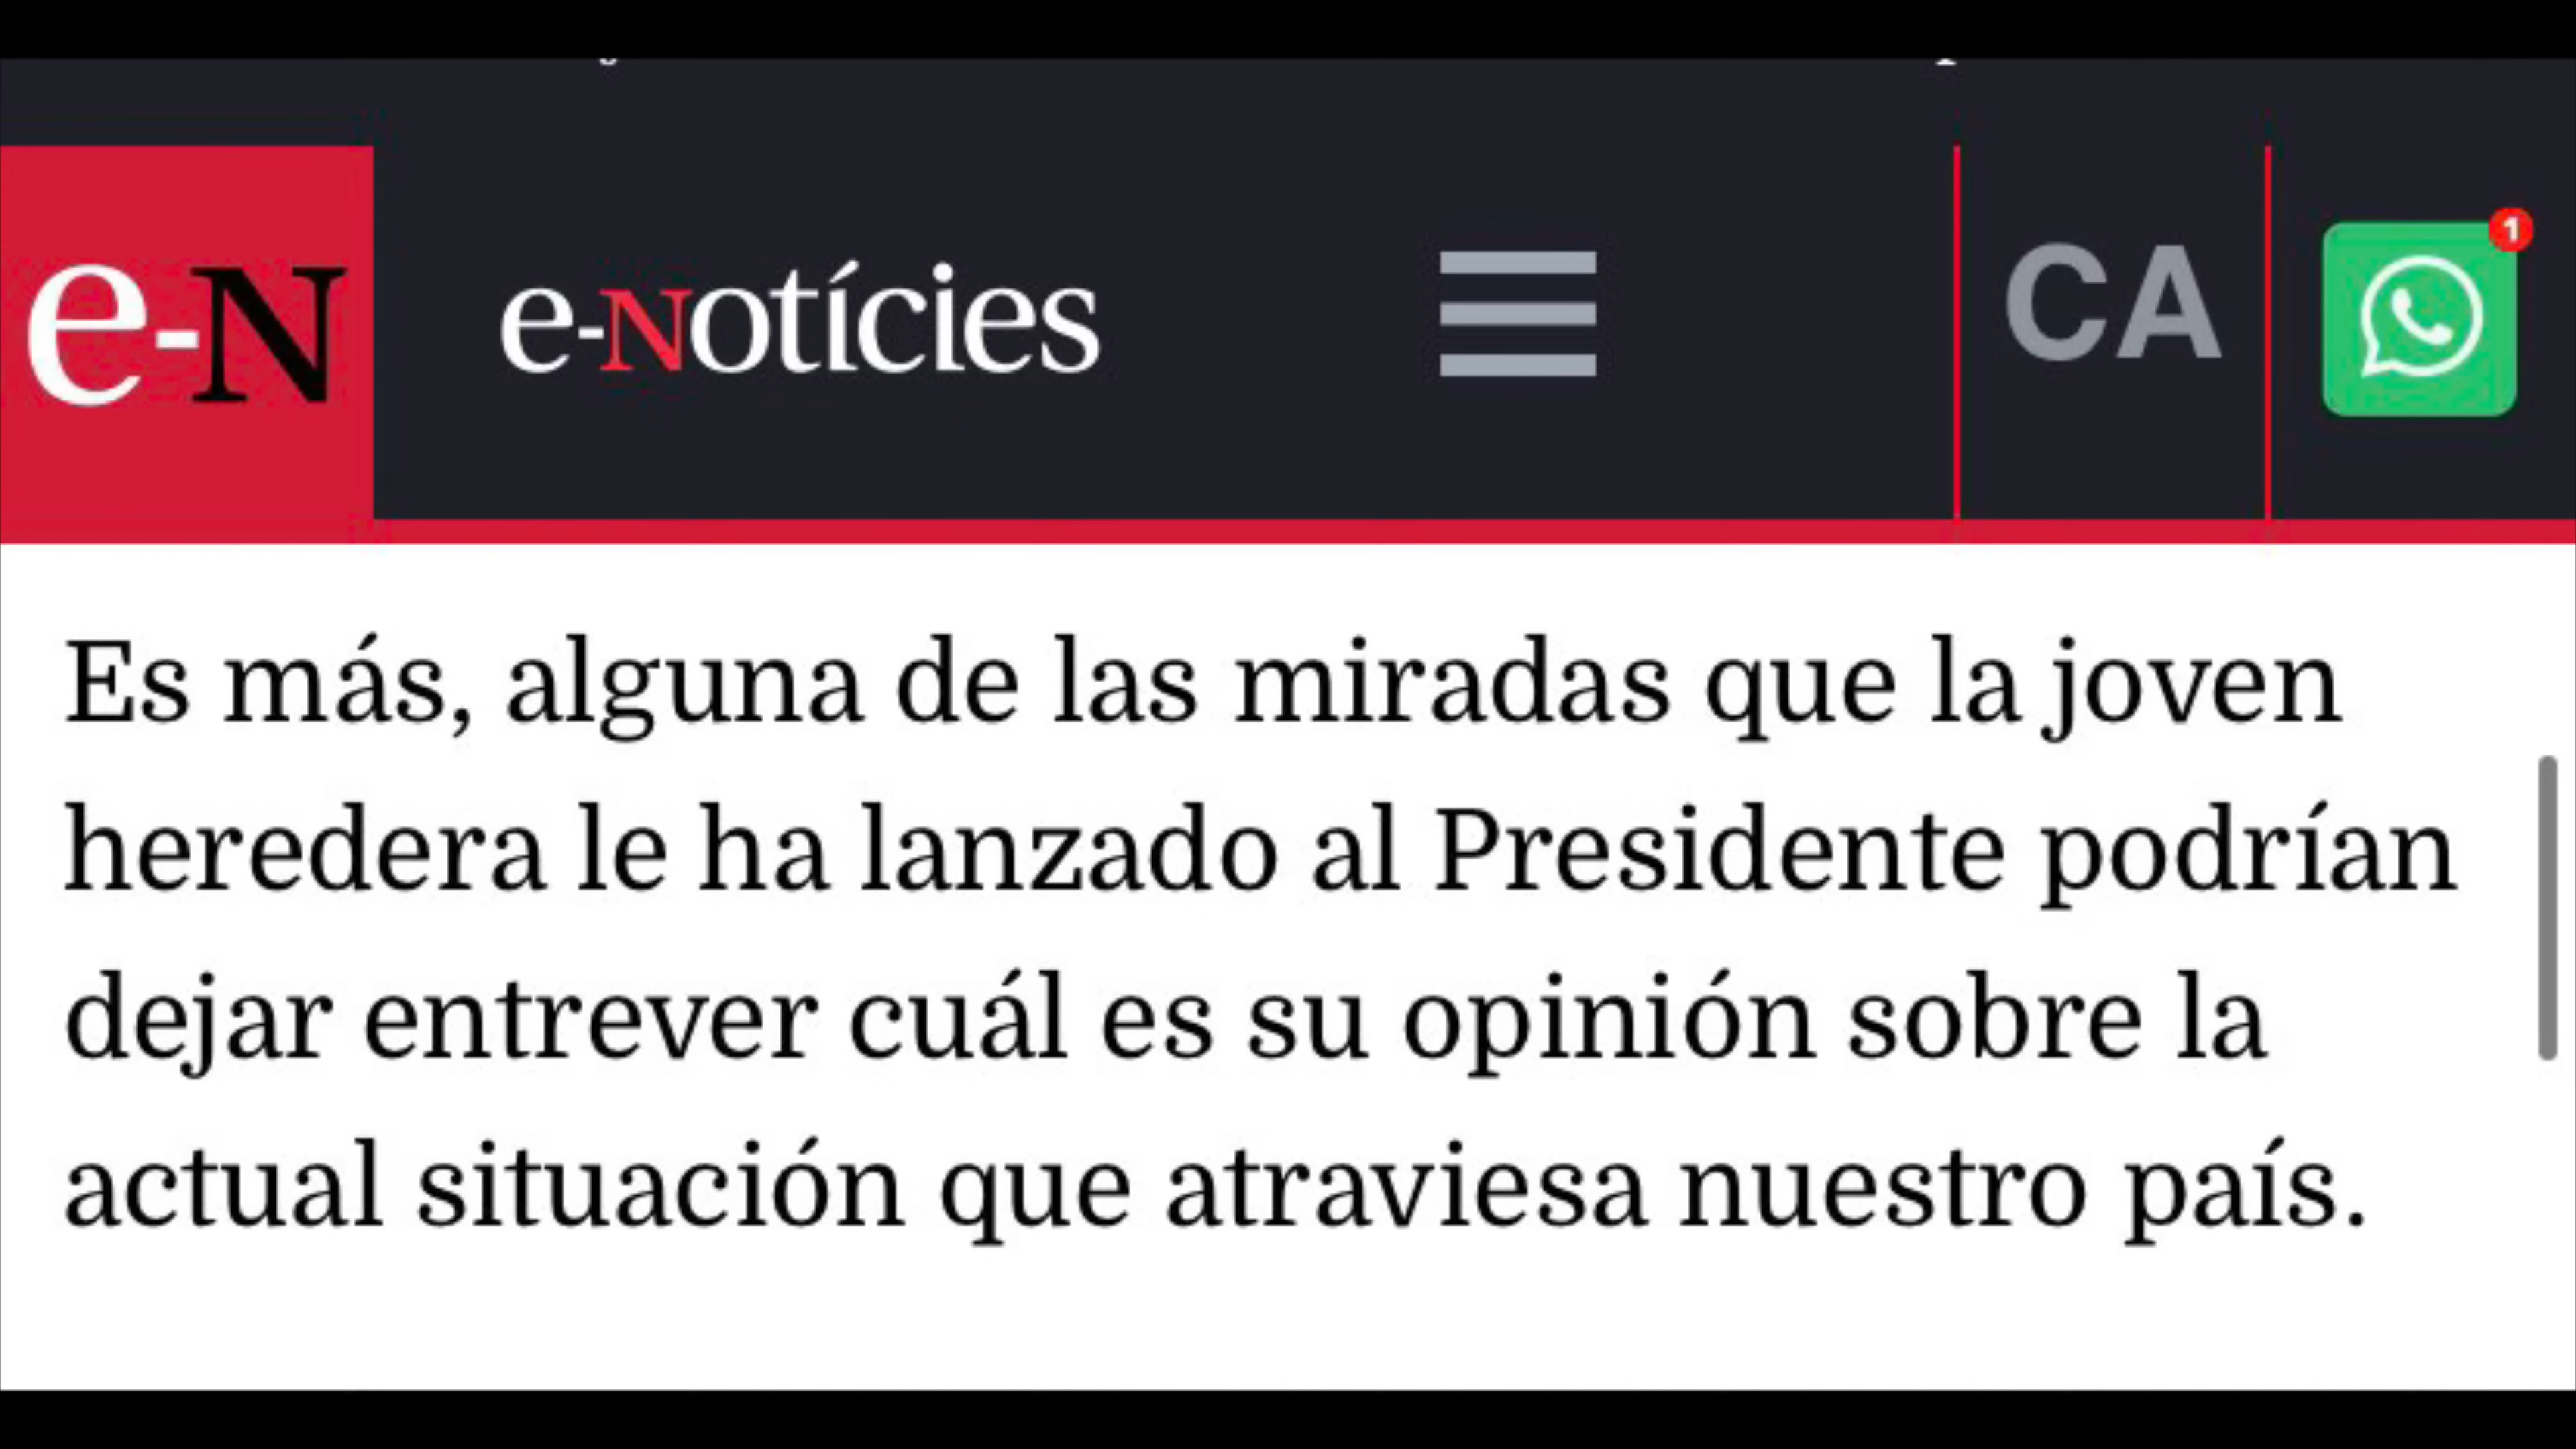 e-N
e-Notícies
CA
1
Es más, alguna de las miradas que la joven
heredera le ha lanzado al Presidente podrían
dejar entrever cuál es su opinión sobre la
actual situación que atraviesa nuestro país.